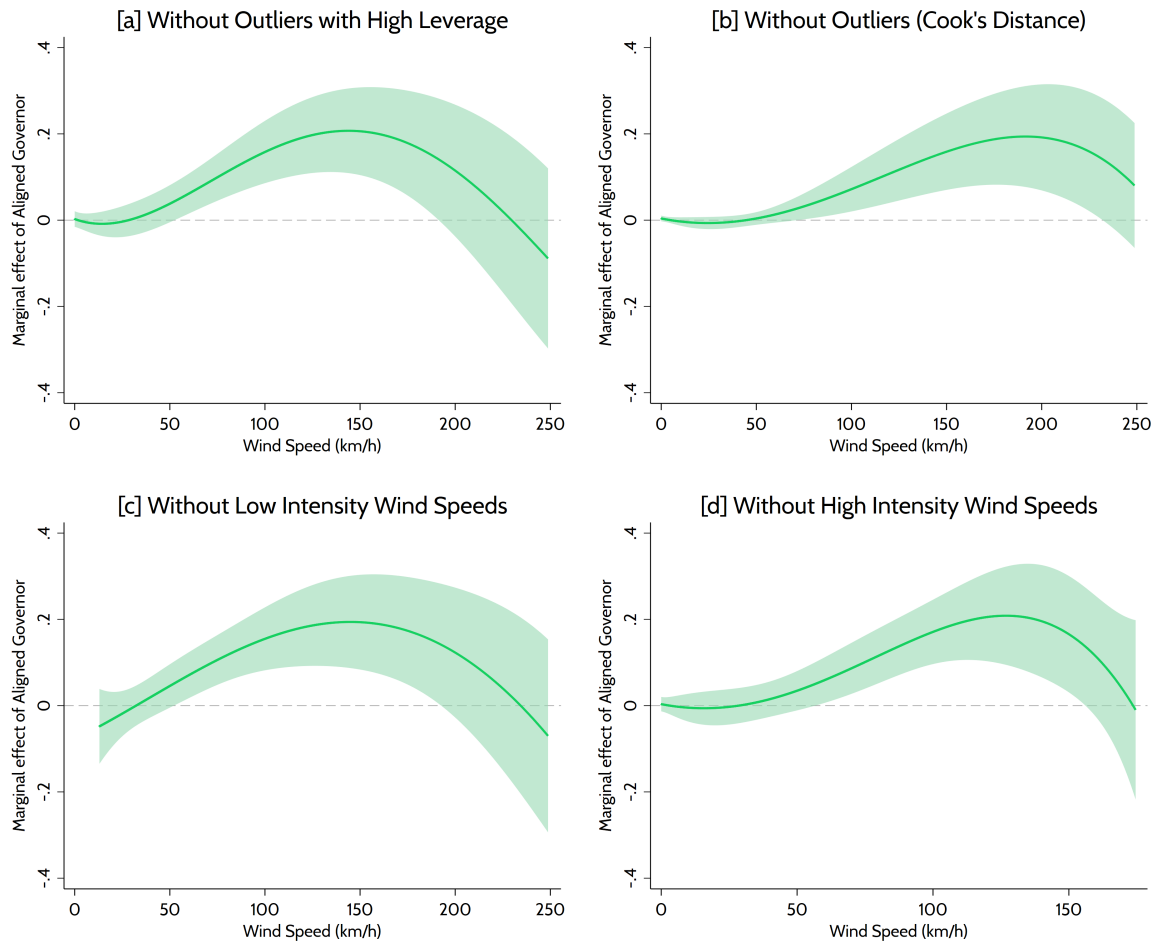 [a] Without Outliers with High Leverage
Marginal effect of Aligned Governor
.4
.2
0
-.2
-.4
0 50 100 150 200 250
Wind Speed (km/h)
[b] Without Outliers (Cook's Distance)
Marginal effect of Aligned Governor
.4
.2
0
-.2
-.4
0 50 100 150 200 250
Wind Speed (km/h)
[c] Without Low Intensity Wind Speeds
Marginal effect of Aligned Governor
.4
.2
0
-.2
-.4
0 50 100 150 200 250
Wind Speed (km/h)
[d] Without High Intensity Wind Speeds
Marginal effect of Aligned Governor
.4
.2
0
-.2
-.4
0 50 100 150
Wind Speed (km/h)